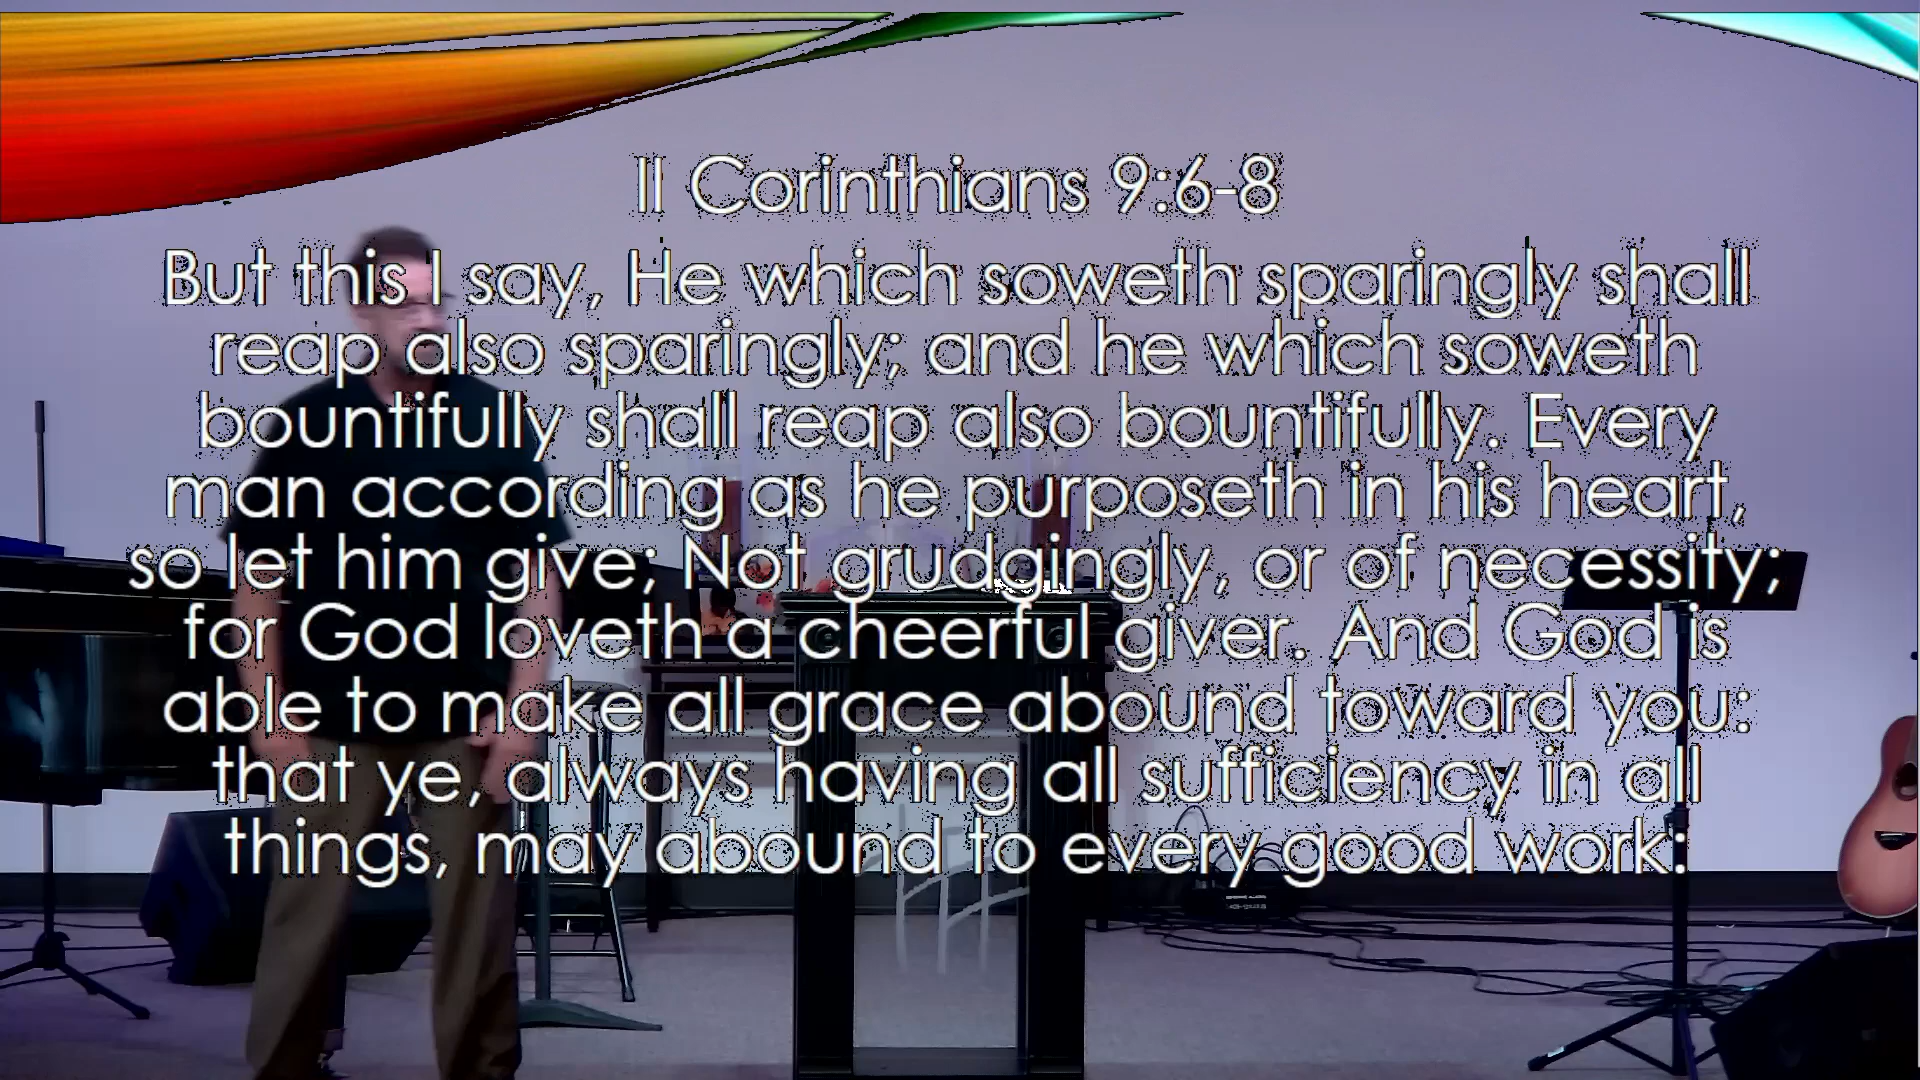 II Corinthians 9:6-8
But this I say, He which soweth sparingly shall
reap also sparingly; and he which soweth
bountifully shall reap also bountifully. Every
man according as he purposeth in his heart,
so let him give; Not grudgingly, or of necessity;
for God loveth a cheerful giver. And God is
able to make all grace abound toward you:
that ye, always having all sufficiency in all
things, may abound to every good work: